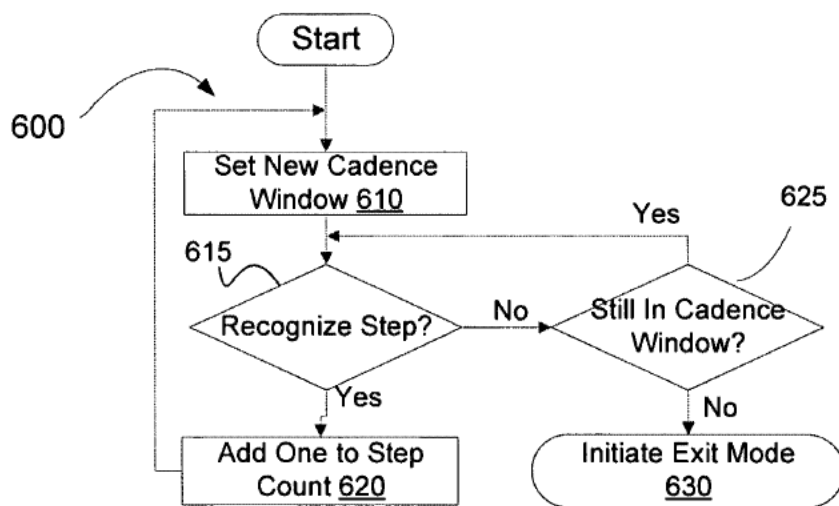 Start
600
Set New Cadence
Window 610
Yes
625
615
Recognize Step?
No
Still In Cadence
Window?
Yes
No
Add One to Step
Count 620
Initiate Exit Mode
630